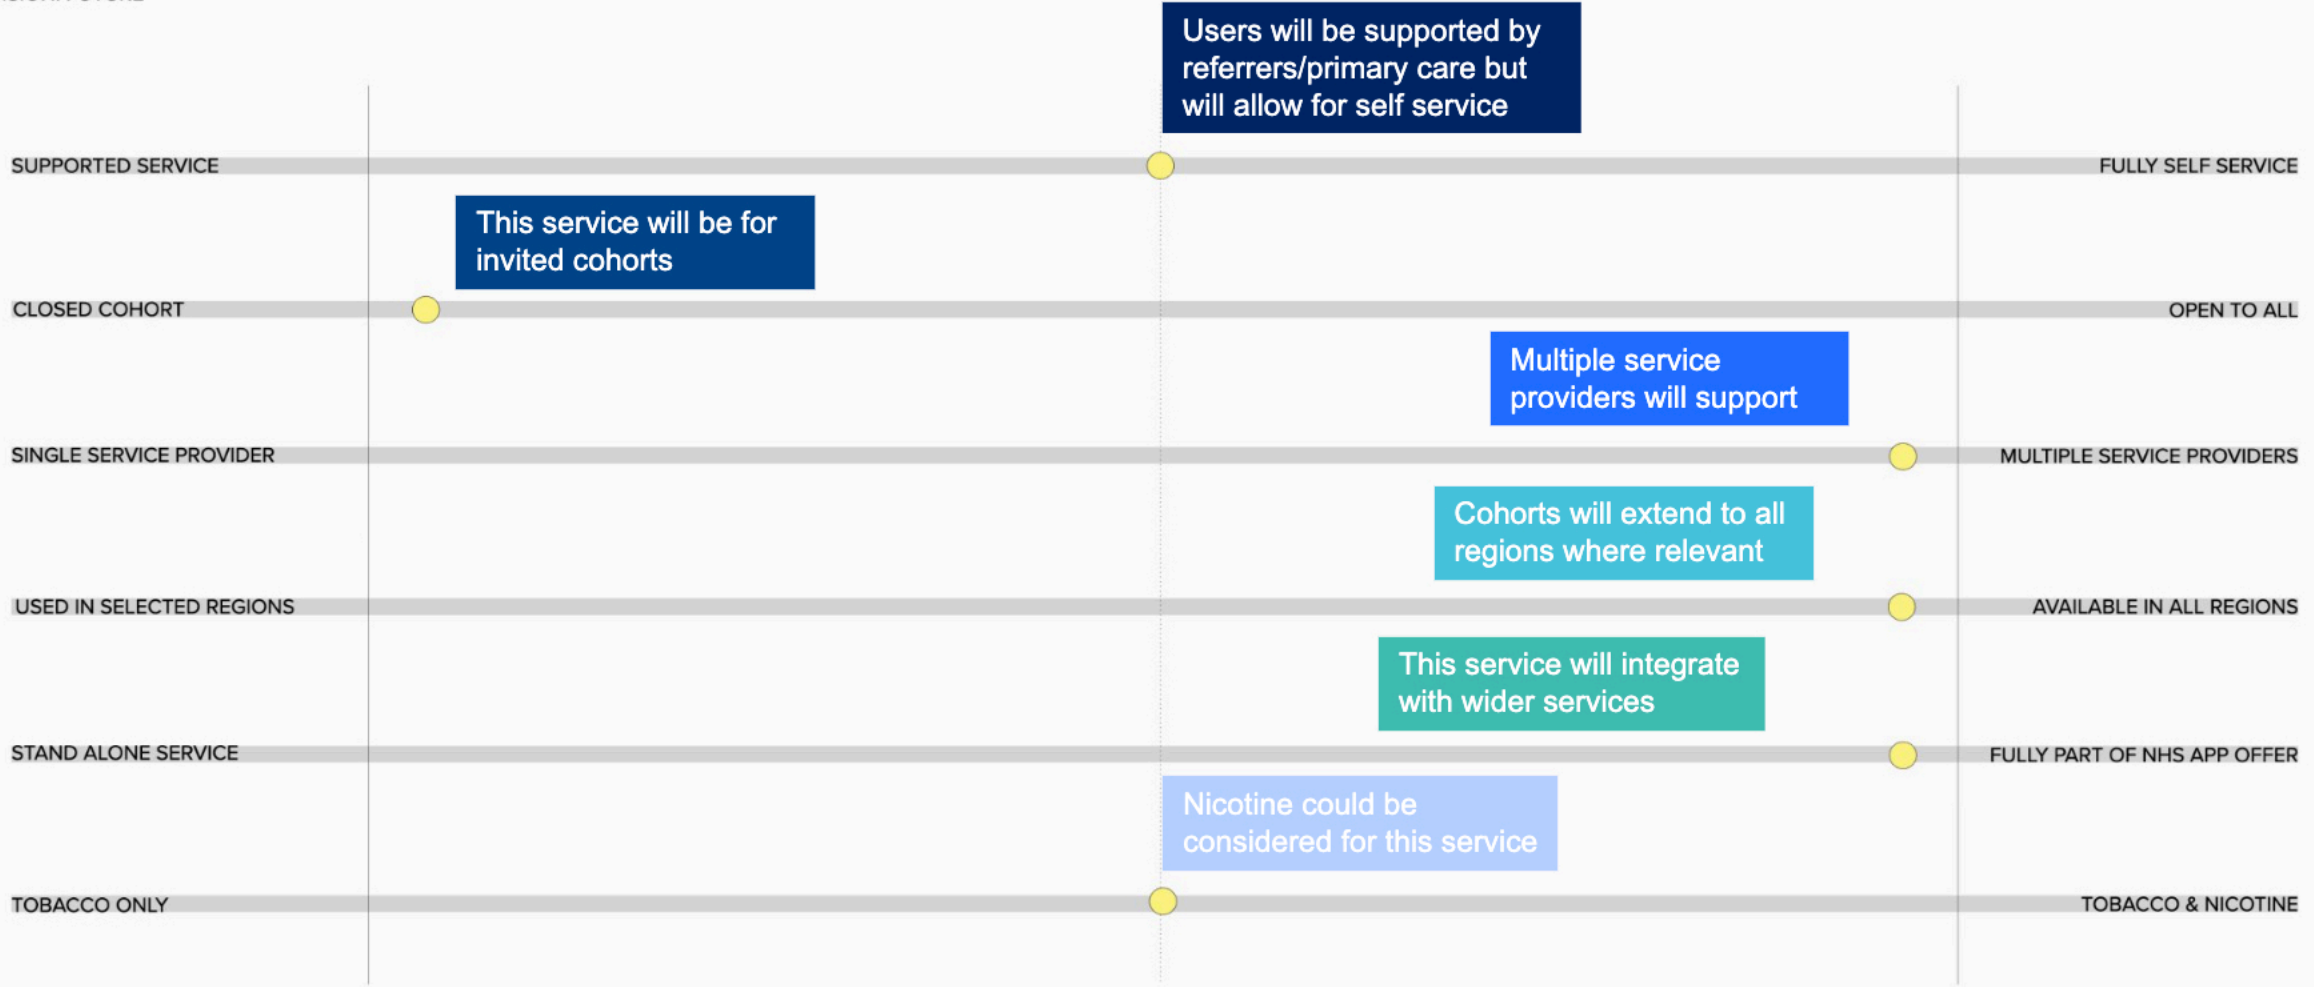 Users will be supported by
referrers/primary care but
will allow for self service
SUPPORTED SERVICE
FULLY SELF SERVICE
This service will be for
invited cohorts
CLOSED COHORT
OPEN TO ALL
Multiple service
providers will support
SINGLE SERVICE PROVIDER
MULTIPLE SERVICE PROVIDERS
Cohorts will extend to all
regions where relevant
USED IN SELECTED REGIONS
AVAILABLE IN ALL REGIONS
This service will integrate
with wider services
STAND ALONE SERVICE
FULLY PART OF NHS APP OFFER
Nicotine could be
considered for this service
TOBACCO ONLY
TOBACCO & NICOTINE